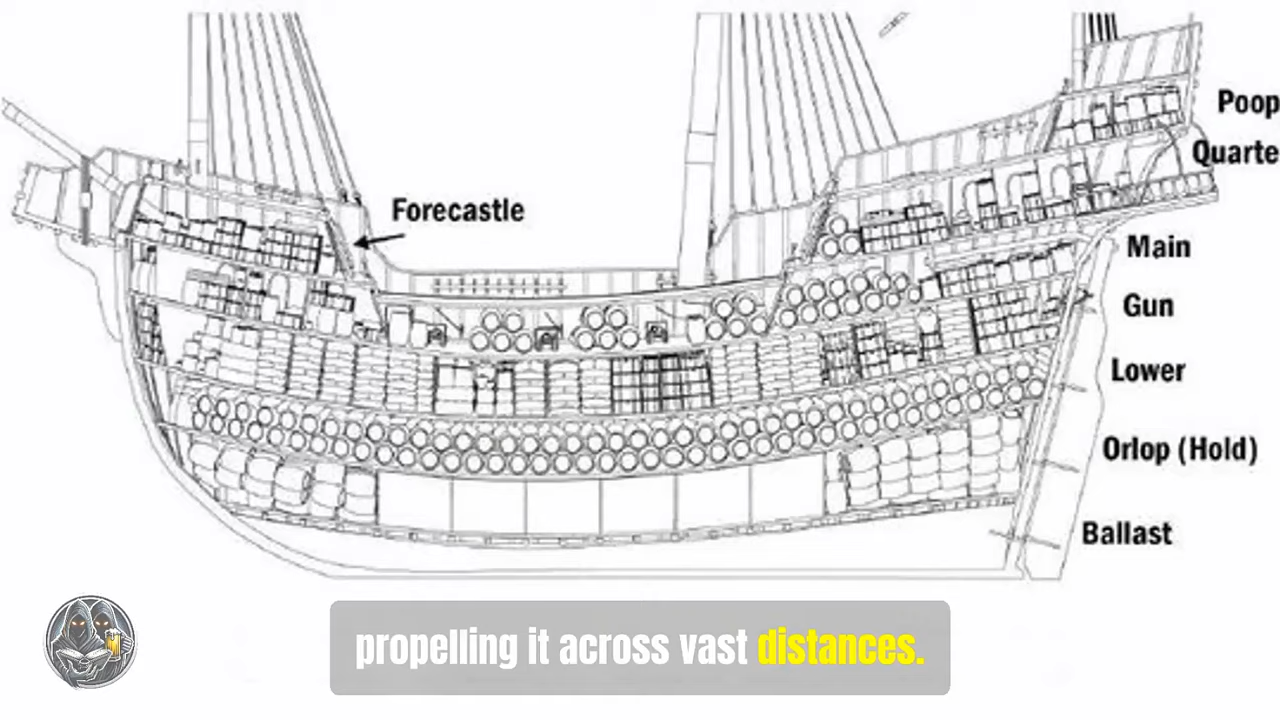 Poop
Quarte
Forecastle
Main
Gun
Lower
Orlop (Hold)
Ballast
propelling it across vast distances.